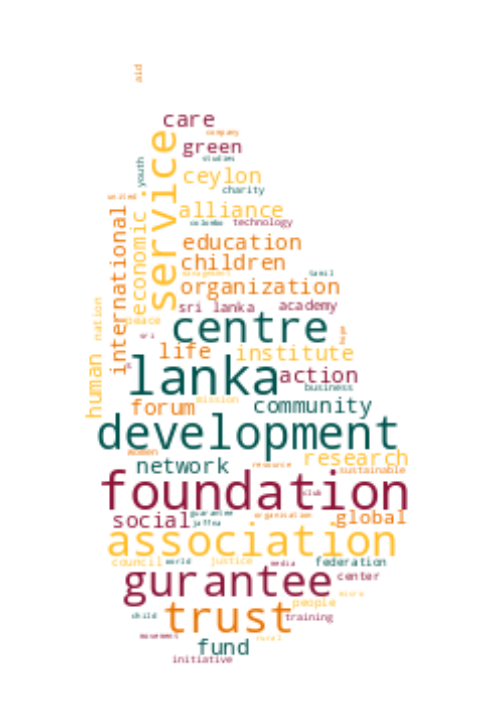 aid
care
company
green
studies
youth
ceylon
charity
united
service
alliance
colombo technology
international
economic
education
children
management tamil
organization
nation
sri lanka academy
peace
centre
sri
hope
life institute
human
lanka
action
business
mission
forum community
development
women
network
resource
research
sustainable
foundation
club
social
guarantee
organisation
global
jaffna
association
council world justice media federation
gurantee
center
micro
people
trust
child
training
movement
rural
fund
initiative